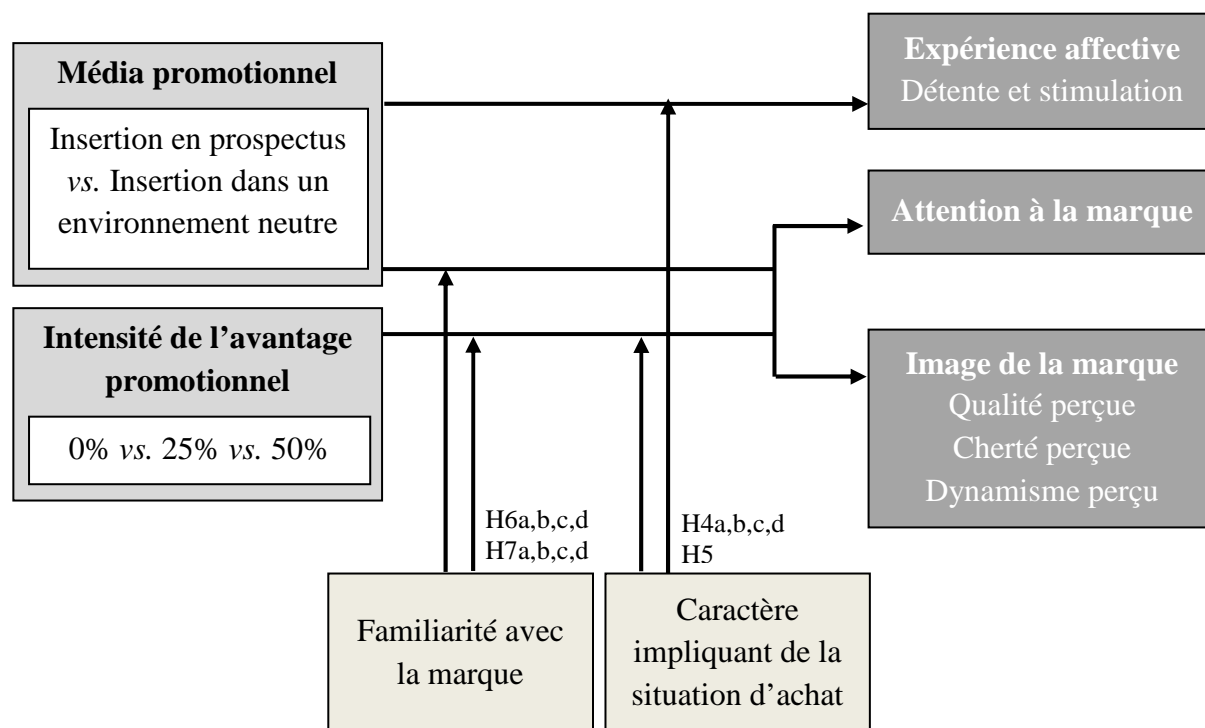 Média promotionnel
Insertion en prospectus
vs. Insertion dans un
environnement neutre
Intensité de l’avantage
promotionnel
0% vs. 25% vs. 50%
Expérience affective
Détente et stimulation
Attention à la marque
Image de la marque
Qualité perçue
Cherté perçue
Dynamisme perçu
H6a,b,c,d
H7a,b,c,d
H4a,b,c,d
H5
Familiarité avec
la marque
Caractère
impliquant de la
situation d’achat